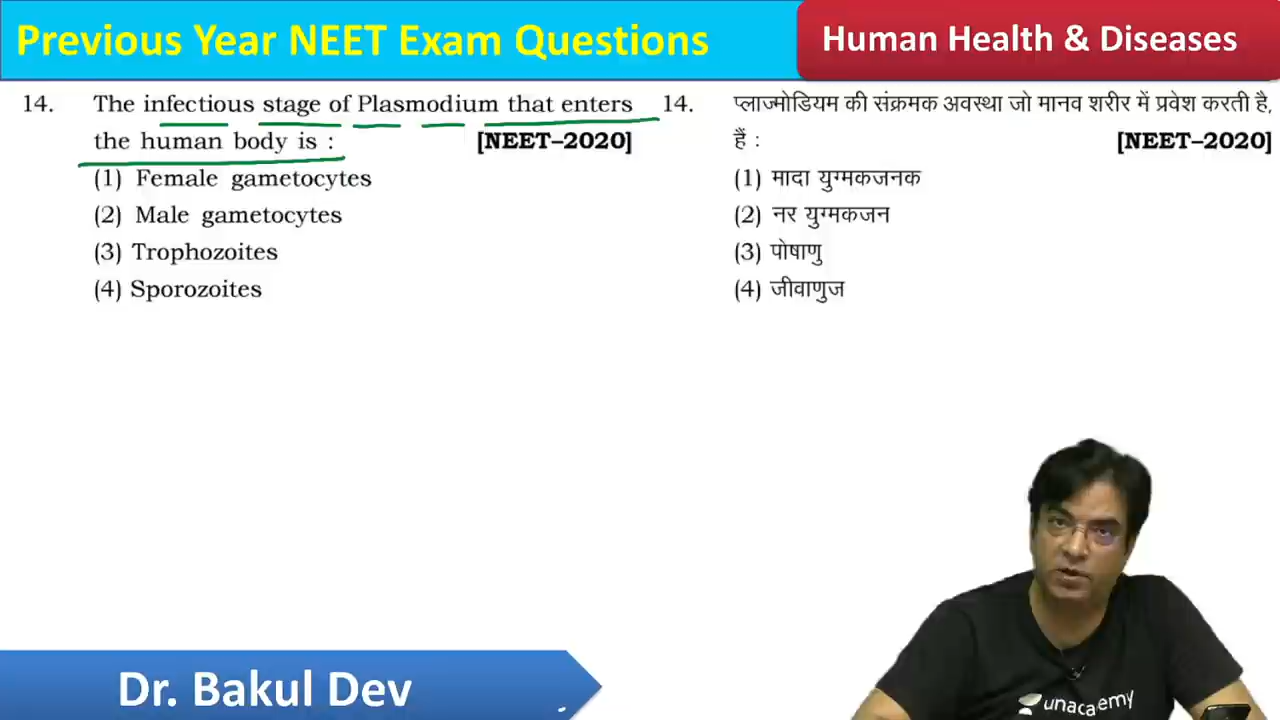 Previous Year NEET Exam Questions
Human Health & Diseases
14. The infectious stage of Plasmodium that enters
the human body is : [NEET–2020]
(1) Female gametocytes
(2) Male gametocytes
(3) Trophozoites
(4) Sporozoites
14. प्लाज्मोडियम की संक्रमक अवस्था जो मानव शरीर में प्रवेश करती है,
हैं : [NEET–2020]
(1) मादा युग्मकजनक
(2) नर युग्मकजन
(3) पोषाणु
(4) जीवाणुज
Dr. Bakul Dev
unacademy